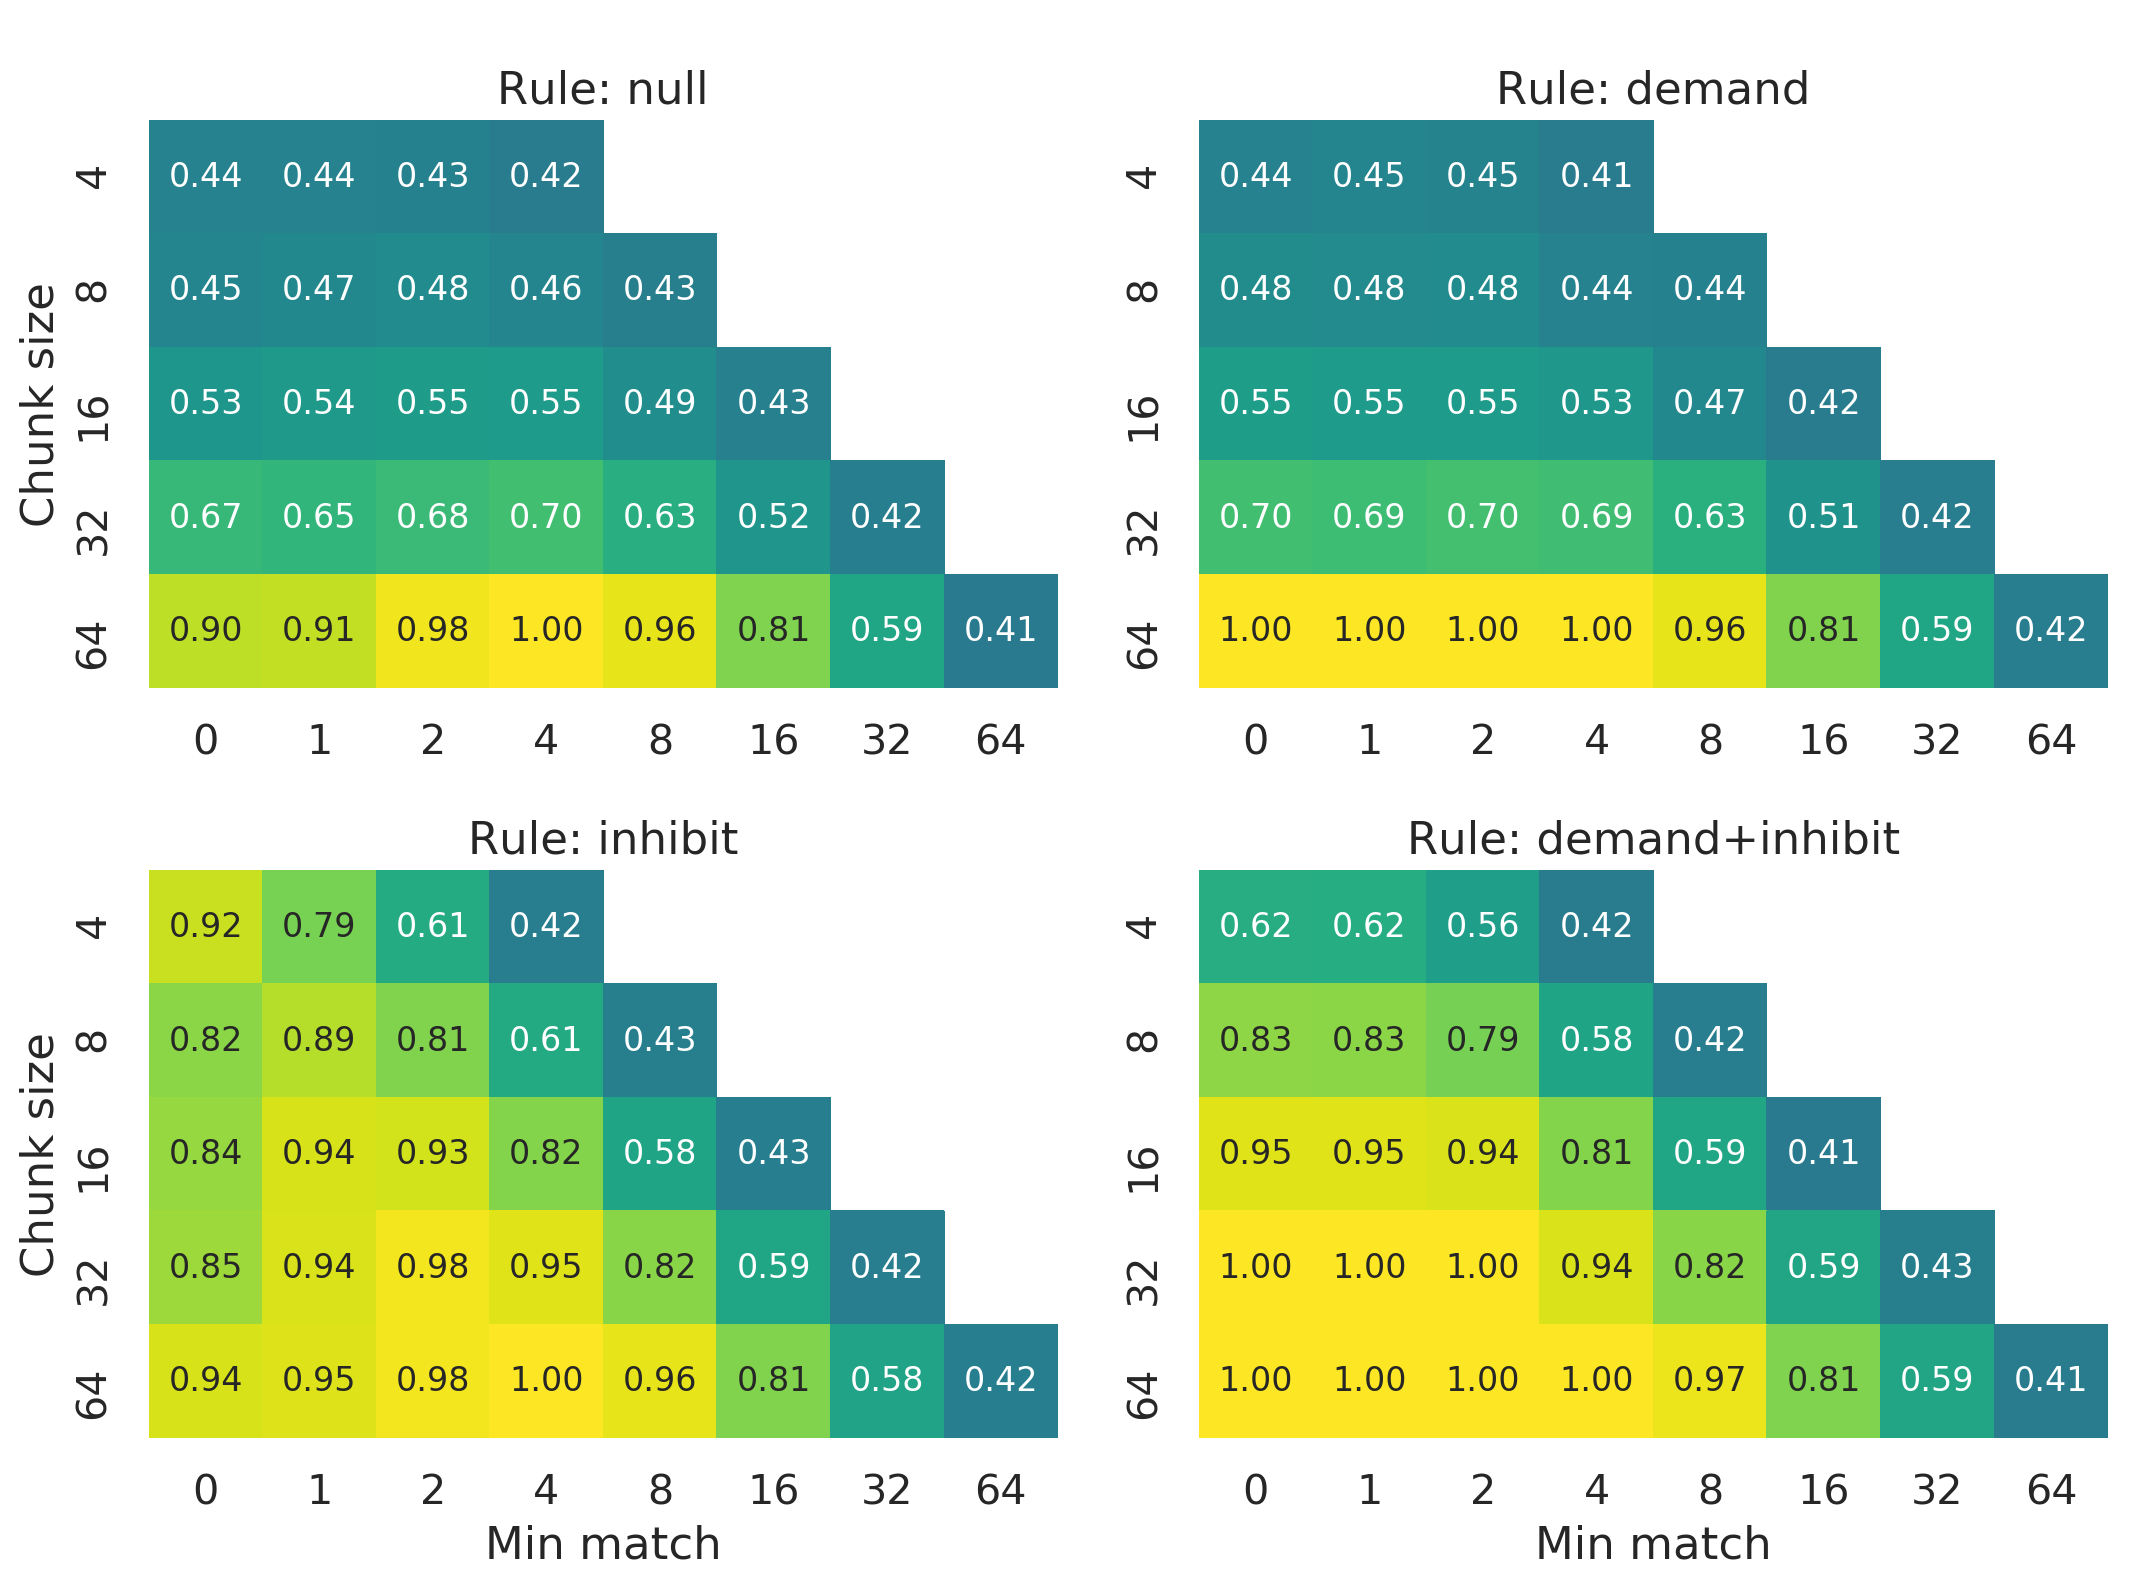 Rule: null
Chunk size
4 0.44 0.44 0.43 0.42
8 0.45 0.47 0.48 0.46 0.43
16 0.53 0.54 0.55 0.55 0.49 0.43
32 0.67 0.65 0.68 0.70 0.63 0.52 0.42
64 0.90 0.91 0.98 1.00 0.96 0.81 0.59 0.41
0 1 2 4 8 16 32 64
Rule: demand
4 0.44 0.45 0.45 0.41
8 0.48 0.48 0.48 0.44 0.44
16 0.55 0.55 0.55 0.53 0.47 0.42
32 0.70 0.69 0.70 0.69 0.63 0.51 0.42
64 1.00 1.00 1.00 1.00 0.96 0.81 0.59 0.42
0 1 2 4 8 16 32 64
Rule: inhibit
Chunk size
4 0.92 0.79 0.61 0.42
8 0.82 0.89 0.81 0.61 0.43
16 0.84 0.94 0.93 0.82 0.58 0.43
32 0.85 0.94 0.98 0.95 0.82 0.59 0.42
64 0.94 0.95 0.98 1.00 0.96 0.81 0.58 0.42
0 1 2 4 8 16 32 64
Min match
Rule: demand+inhibit
4 0.62 0.62 0.56 0.42
8 0.83 0.83 0.79 0.58 0.42
16 0.95 0.95 0.94 0.81 0.59 0.41
32 1.00 1.00 1.00 0.94 0.82 0.59 0.43
64 1.00 1.00 1.00 1.00 0.97 0.81 0.59 0.41
0 1 2 4 8 16 32 64
Min match